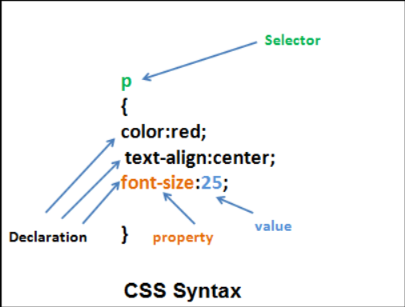 Selector
p
{
color:red;
text-align:center;
font-size:25;
value
Declaration } property
CSS Syntax